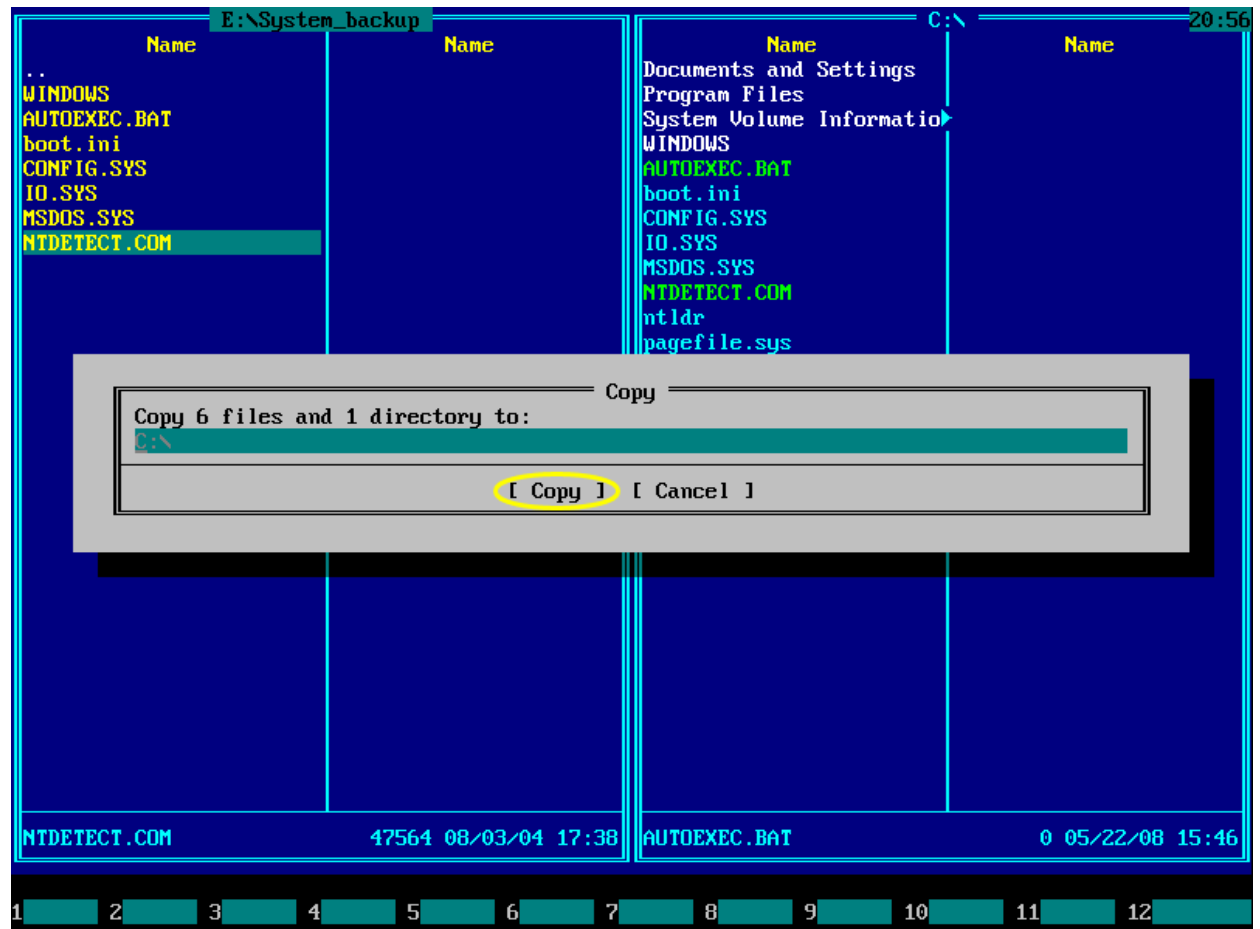 E:\System_backup
Name Name
..
WINDOWS
AUTOEXEC.BAT
boot.ini
CONFIG.SYS
IO.SYS
MSDOS.SYS
NTDETECT.COM
NTDETECT.COM 47564 08/03/04 17:38
C:\ 20:56
Name Name
Documents and Settings
Program Files
System Volume Informatio
WINDOWS
AUTOEXEC.BAT
boot.ini
CONFIG.SYS
IO.SYS
MSDOS.SYS
NTDETECT.COM
ntldr
pagefile.sys
AUTOEXEC.BAT 0 05/22/08 15:46
Copy
Copy 6 files and 1 directory to:
C:\
[ Copy ] [ Cancel ]
1 2 3 4 5 6 7 8 9 10 11 12